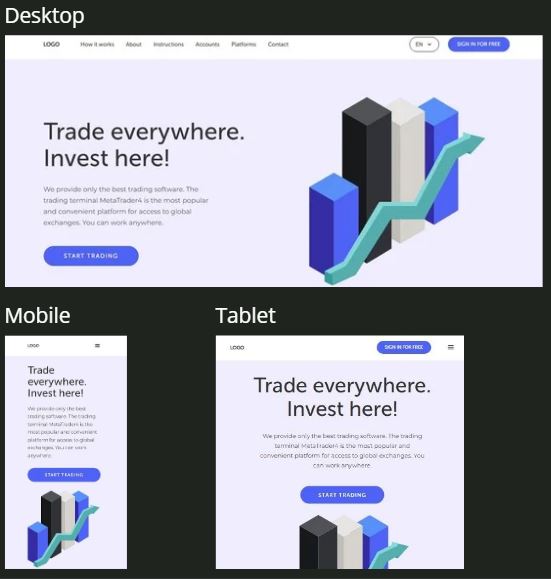 Desktop
LOGO How it works About Instructions Accounts Platforms Contact EN SIGN IN FOR FREE
Trade everywhere.
Invest here!
We provide only the best trading software. The
trading terminal MetaTrader4 is the most popular
and convenient platform for access to global
exchanges. You can work anywhere.
START TRADING
Mobile
LOGO
Trade
everywhere.
Invest here!
We provide only the best
trading software. The trading
terminal MetaTrader4 is the
most popular and convenient
platform for access to global
exchanges. You can work
anywhere.
START TRADING
Tablet
LOGO SIGN IN FOR FREE
Trade everywhere.
Invest here!
We provide only the best trading software. The trading
terminal MetaTrader4 is the most popular and
convenient platform for access to global exchanges. You
can work anywhere.
START TRADING